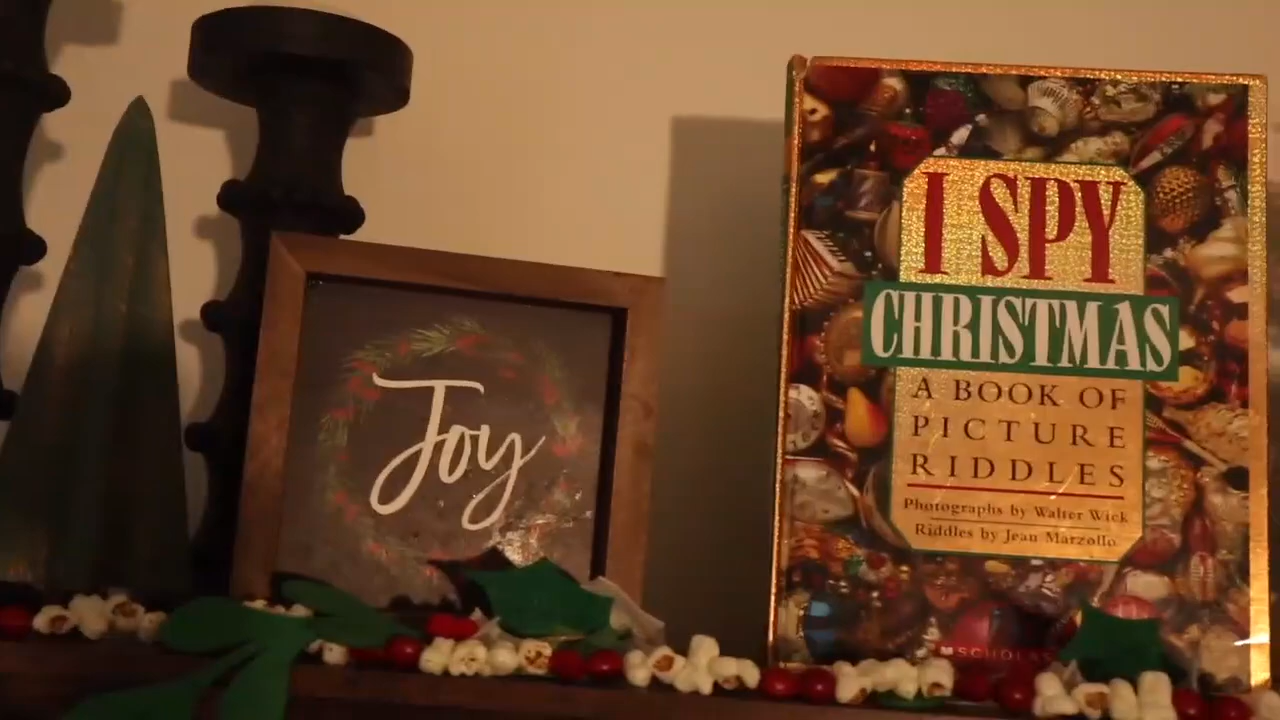 Joy
I SPY
CHRISTMAS
A BOOK OF
PICTURE
RIDDLES
Photographs by Walter Wick
Riddles by Jean Marzollo